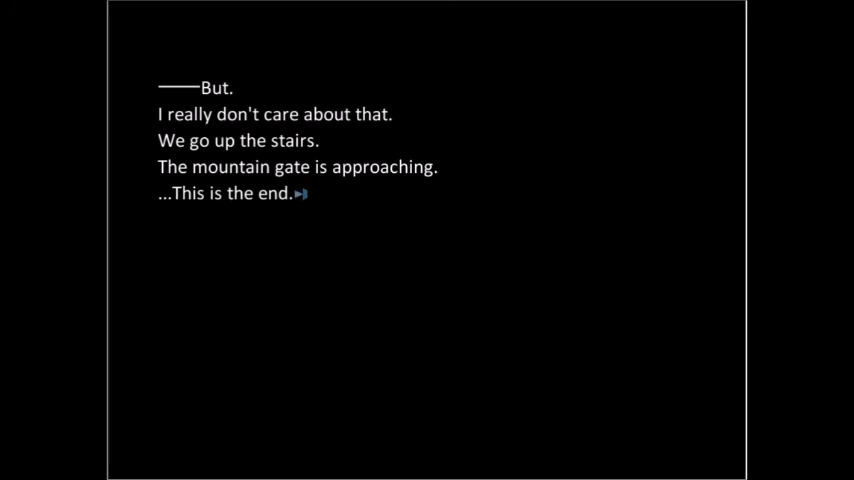 ――But.
I really don't care about that.
We go up the stairs.
The mountain gate is approaching.
...This is the end.